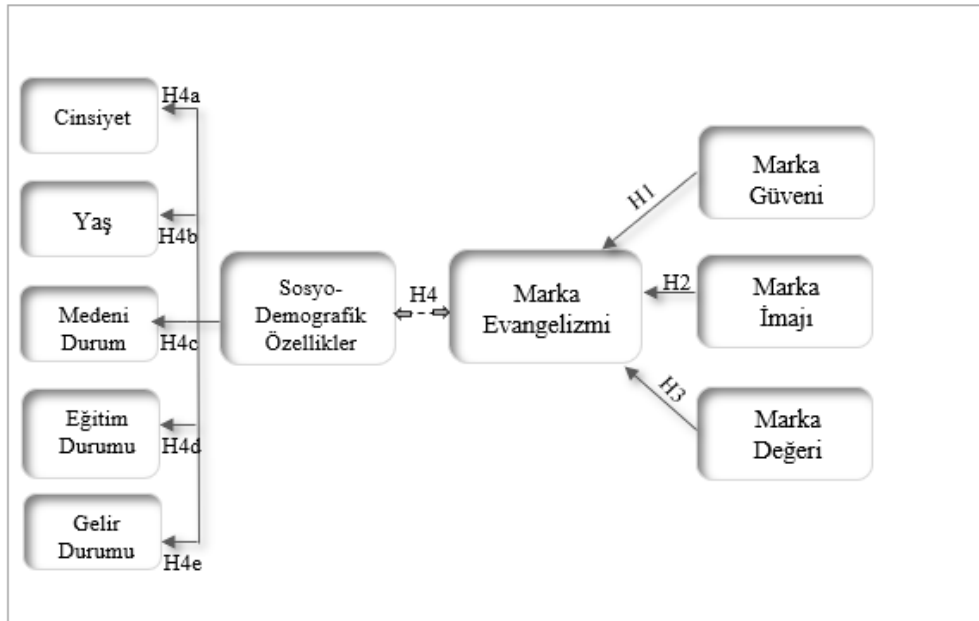 H4a
Cinsiyet
Yaş
H4b
Medeni
Durum
H4c
Eğitim
Durumu
H4d
Gelir
Durumu
H4e
Sosyo-
Demografik
Özellikler
H4
Marka
Evangelizmi
H1
H2
H3
Marka
Güveni
Marka
İmajı
Marka
Değeri